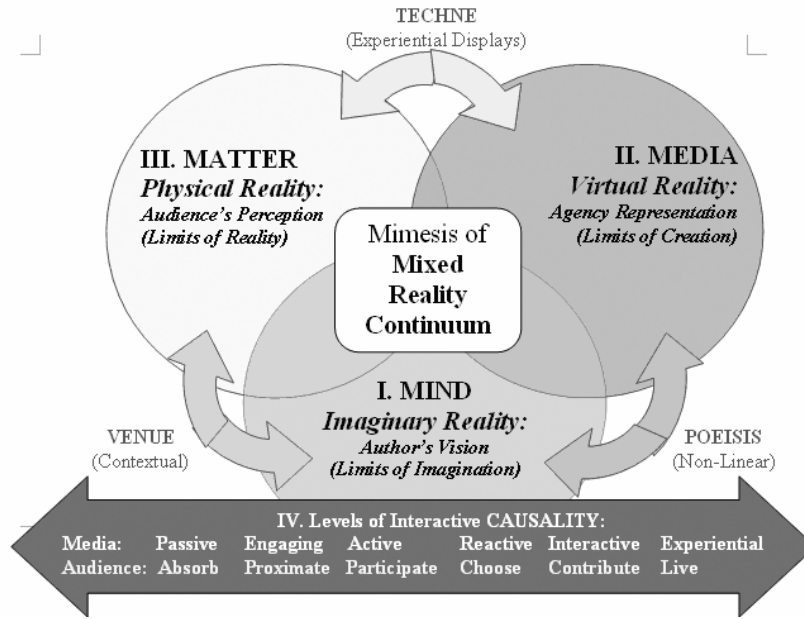 TECHNE
(Experiential Displays)
III. MATTER
Physical Reality:
Audience's Perception
(Limits of Reality)
II. MEDIA
Virtual Reality:
Agency Representation
(Limits of Creation)
Mimesis of
Mixed
Reality
Continuum
I. MIND
Imaginary Reality:
Author's Vision
(Limits of Imagination)
VENUE
(Contextual)
POEISIS
(Non-Linear)
IV. Levels of Interactive CAUSALITY:
Media: Passive Engaging Active Reactive Interactive Experiential
Audience: Absorb Proximate Participate Choose Contribute Live